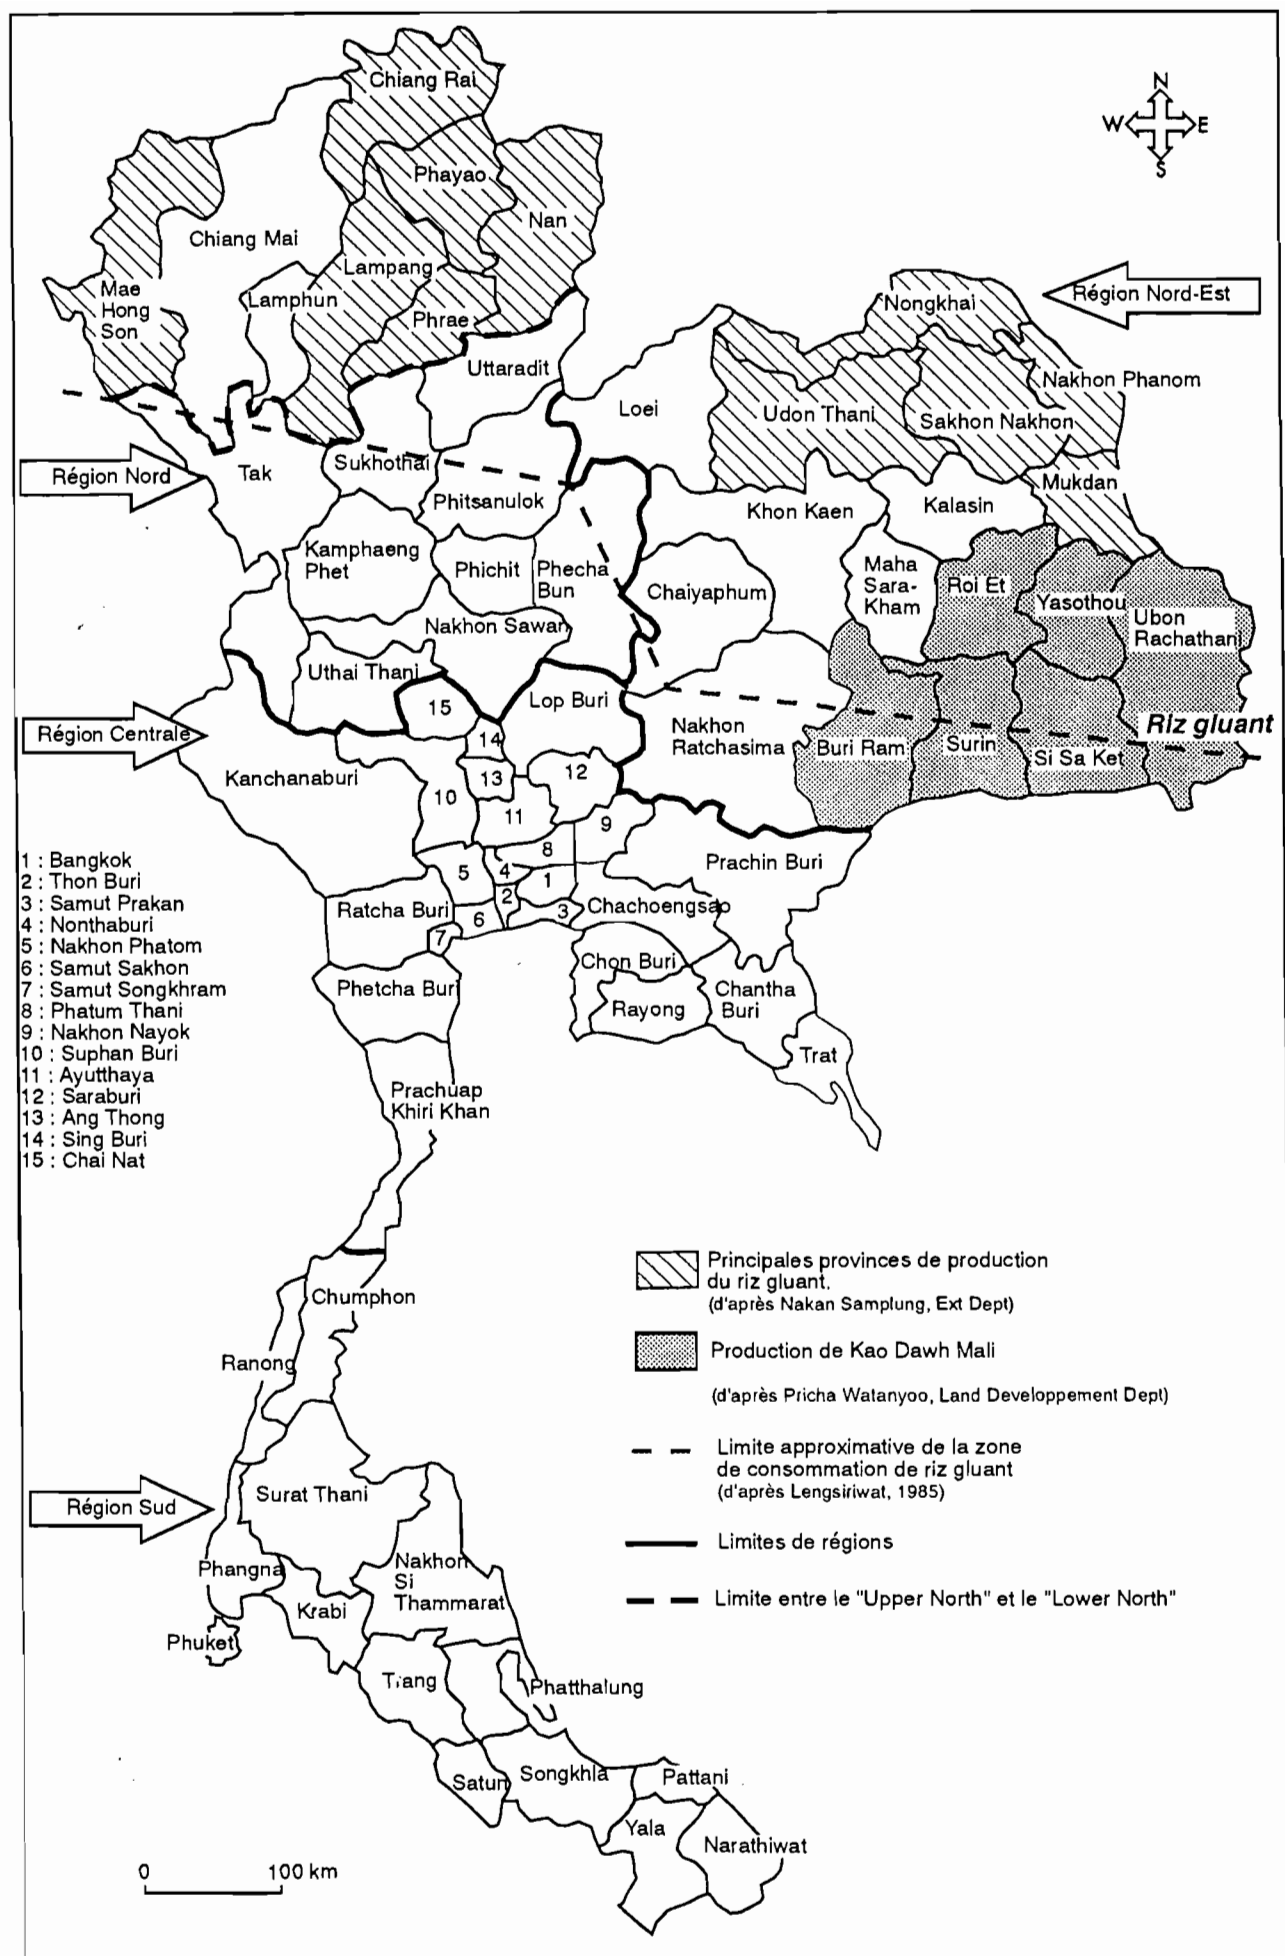 Chiang Rai
N
W E
S
Phayao
Nan
Chiang Mai
Lampang
Mae
Hong
Son
Lamphun
Phrae
Nongkhai
Région Nord-Est
Uttaradit
Nakhon Phanom
Loei
Udon Thani
Sakhon Nakhon
Région Nord
Tak
Sukhothai
Phitsanulok
Mukdan
Khon Kaen
Kalasin
Kamphaeng
Phet
Phichit
Phecha
Bun
Chaiyaphum
Maha
Sara-
Kham
Roi Et
Yasothou
Ubon
Rachathani
Nakhon Sawan
Uthai Thani
15
Lop Buri
Région Centrale
14
Nakhon
Ratchasima
Buri Ram
Surin
Si Sa Ket
Riz gluant
Kanchanaburi
13
12
10
11
9
8
Prachin Buri
5
4
1
2
3
6
7
Ratcha Buri
Chachoengsao
1 : Bangkok
2 : Thon Buri
3 : Samut Prakan
4 : Nonthaburi
5 : Nakhon Phatom
6 : Samut Sakhon
7 : Samut Songkhram
8 : Phatum Thani
9 : Nakhon Nayok
10 : Suphan Buri
11 : Ayutthaya
12 : Saraburi
13 : Ang Thong
14 : Sing Buri
15 : Chai Nat
Phetcha Buri
Chon Buri
Rayong
Chantha
Buri
Trat
Prachuap
Khiri Khan
Chumphon
Ranong
Principales provinces de production
du riz gluant.
(d'après Nakan Samplung, Ext Dept)
Production de Kao Dawh Mali
(d'après Pricha Watanyoo, Land Developpement Dept)
Limite approximative de la zone
de consommation de riz gluant
(d'après Lengsiriwat, 1985)
Limites de régions
Limite entre le "Upper North" et le "Lower North"
Région Sud
Surat Thani
Phangna
Nakhon
Si
Thammarat
Krabi
Phuket
Trang
Phatthalung
Satun
Songkhla
Pattani
Yala
Narathiwat
0 100 km